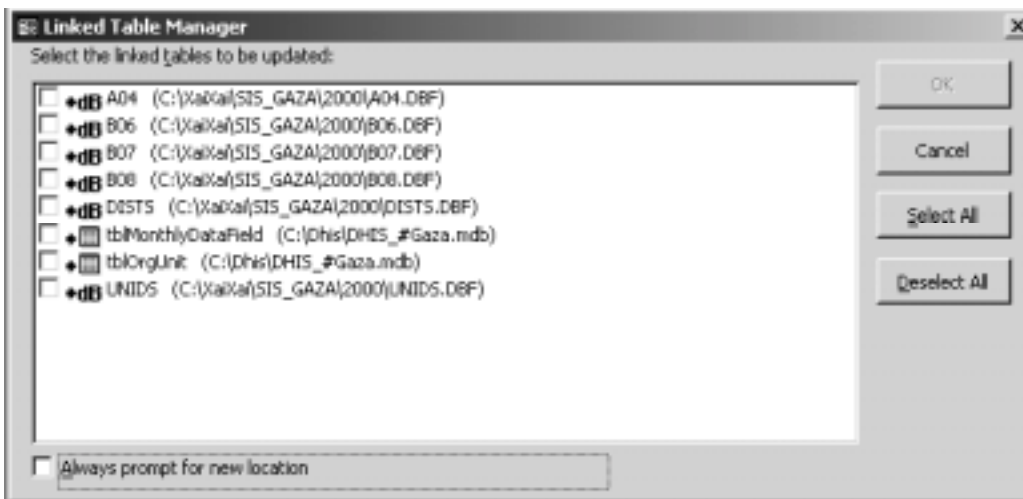 Linked Table Manager
Select the linked tables to be updated:
dB A04 (C:\XaiXai\SIS_GAZA\2000\A04.DBF)
dB B06 (C:\XaiXai\SIS_GAZA\2000\B06.DBF)
dB B07 (C:\XaiXai\SIS_GAZA\2000\B07.DBF)
dB B08 (C:\XaiXai\SIS_GAZA\2000\B08.DBF)
dB DISTS (C:\XaiXai\SIS_GAZA\2000\DISTS.DBF)
tblMonthlyDataField (C:\Dhis\DHIS_#Gaza.mdb)
tblOrgUnit (C:\Dhis\DHIS_#Gaza.mdb)
dB UNIDS (C:\XaiXai\SIS_GAZA\2000\UNIDS.DBF)
Always prompt for new location
OK
Cancel
Select All
Deselect All